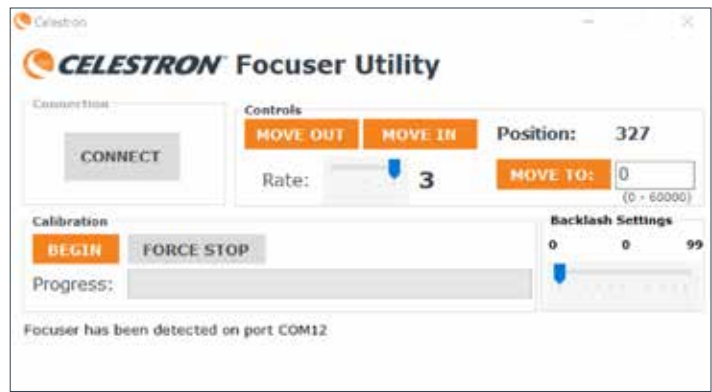 Celestron
CELESTRON Focuser Utility
Connection
CONNECT
Controls
MOVE OUT MOVE IN
Rate: 3
Position: 327
MOVE TO: 0
(0 - 60000)
Calibration
BEGIN FORCE STOP
Progress:
Backlash Settings
0 0 99
Focuser has been detected on port COM12